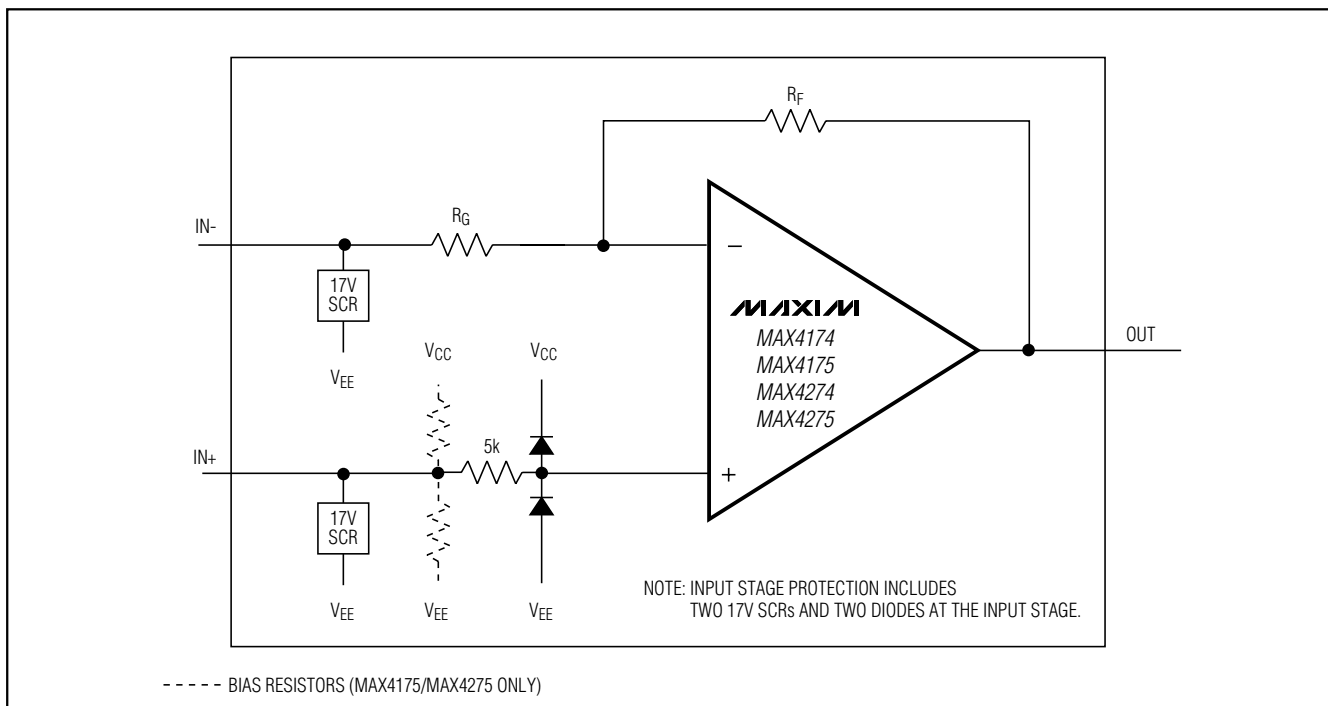 RF
IN-
RG
17V
SCR
VEE
−
MAXIM
MAX4174
MAX4175
MAX4274
MAX4275
OUT
VCC
VCC
5k
IN+
+
17V
SCR
VEE
VEE
VEE
NOTE: INPUT STAGE PROTECTION INCLUDES
TWO 17V SCRs AND TWO DIODES AT THE INPUT STAGE.
----- BIAS RESISTORS (MAX4175/MAX4275 ONLY)